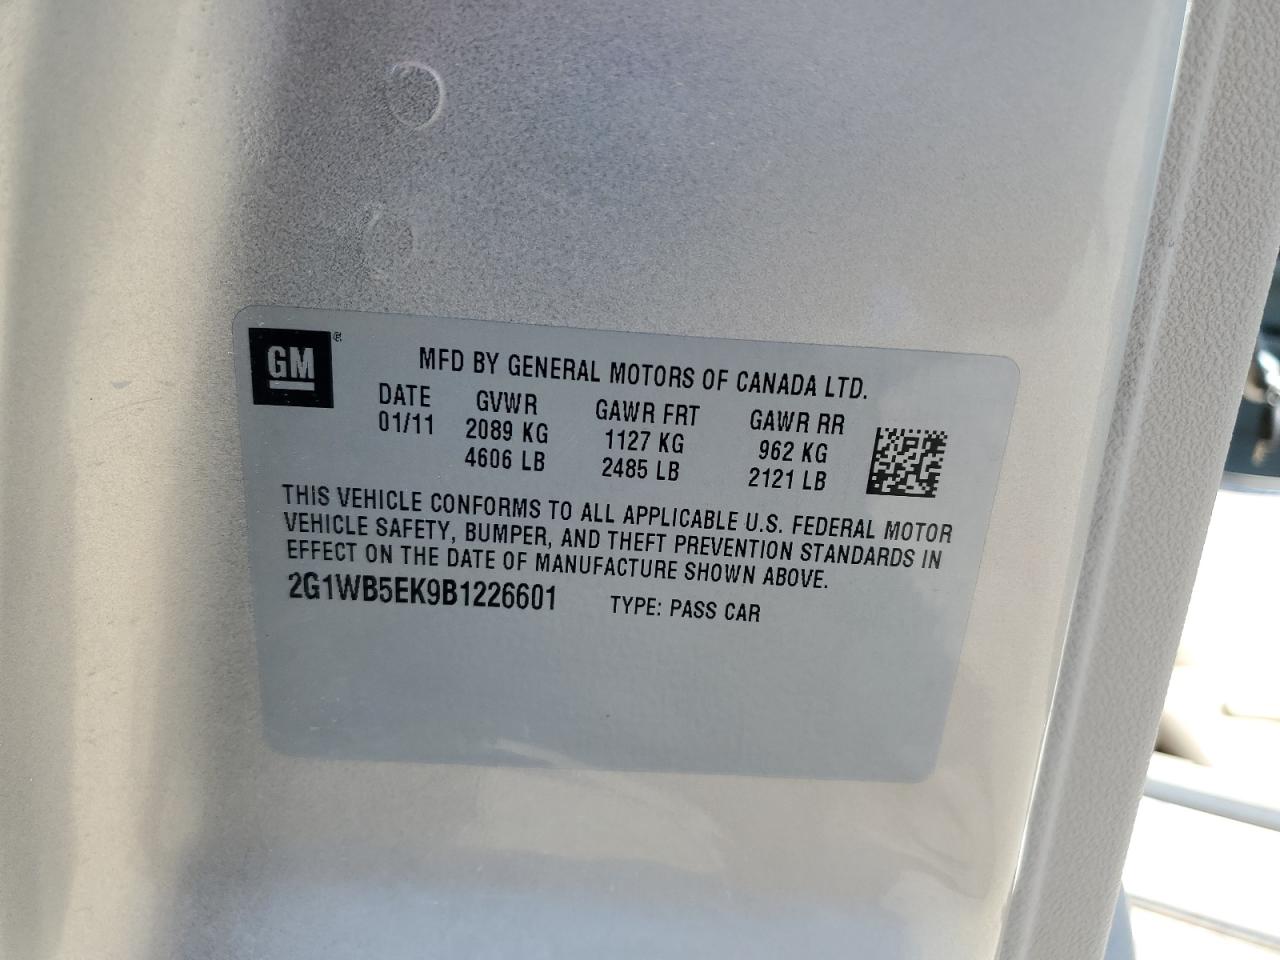 GM®
MFD BY GENERAL MOTORS OF CANADA LTD.
DATE GVWR GAWR FRT GAWR RR
01/11 2089 KG 1127 KG 962 KG
4606 LB 2485 LB 2121 LB
THIS VEHICLE CONFORMS TO ALL APPLICABLE U.S. FEDERAL MOTOR
VEHICLE SAFETY, BUMPER, AND THEFT PREVENTION STANDARDS IN
EFFECT ON THE DATE OF MANUFACTURE SHOWN ABOVE.
2G1WB5EK9B1226601 TYPE: PASS CAR